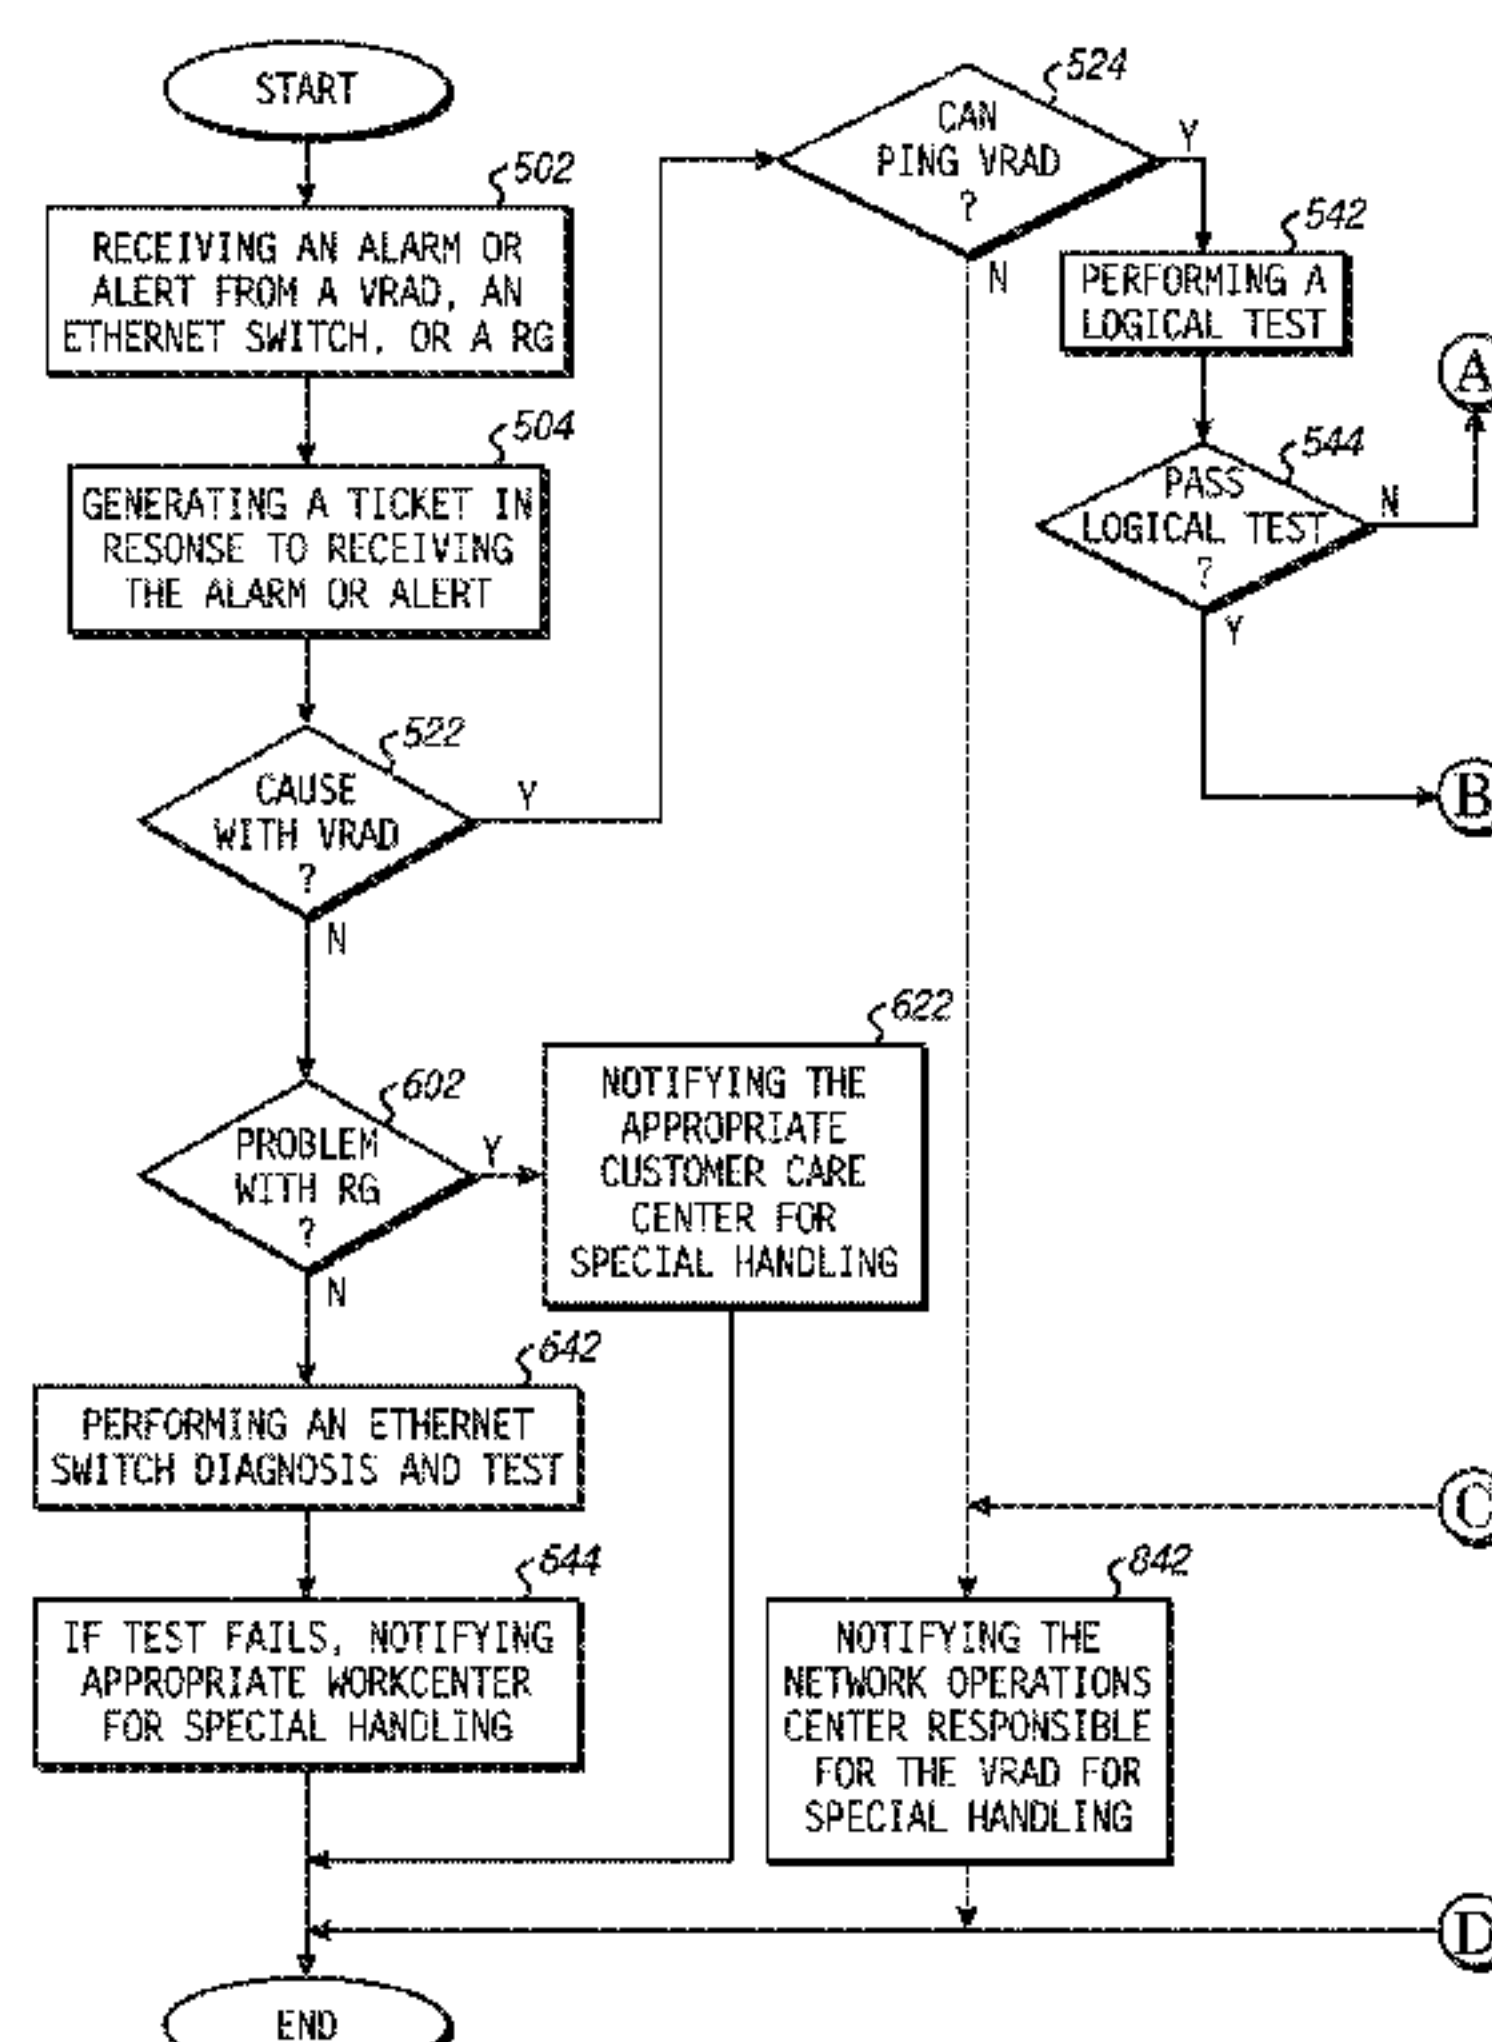 START
502
RECEIVING AN ALARM OR
ALERT FROM A VRAD, AN
ETHERNET SWITCH, OR A RG
504
GENERATING A TICKET IN
RESONSE TO RECEIVING
THE ALARM OR ALERT
522
CAUSE
WITH VRAD
?
Y
N
602
PROBLEM
WITH RG
?
Y
N
622
NOTIFYING THE
APPROPRIATE
CUSTOMER CARE
CENTER FOR
SPECIAL HANDLING
642
PERFORMING AN ETHERNET
SWITCH DIAGNOSIS AND TEST
644
IF TEST FAILS, NOTIFYING
APPROPRIATE WORKCENTER
FOR SPECIAL HANDLING
END
524
CAN
PING VRAD
?
Y
N
542
PERFORMING A
LOGICAL TEST
544
PASS
LOGICAL TEST
?
N
Y
A
B
C
842
NOTIFYING THE
NETWORK OPERATIONS
CENTER RESPONSIBLE
FOR THE VRAD FOR
SPECIAL HANDLING
D